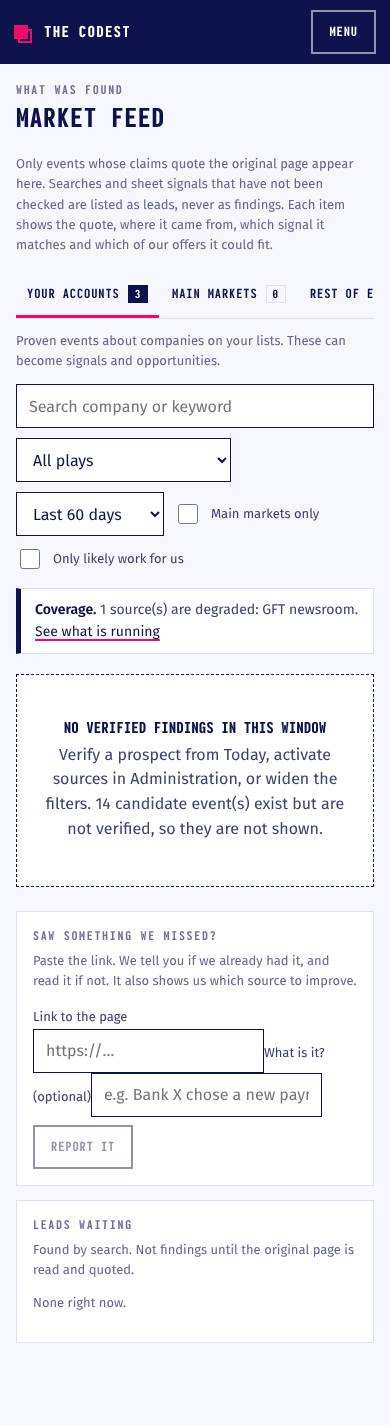 THE CODEST
MENU
WHAT WAS FOUND
MARKET FEED
Only events whose claims quote the original page appear
here. Searches and sheet signals that have not been
checked are listed as leads, never as findings. Each item
shows the quote, where it came from, which signal it
matches and which of our offers it could fit.
YOUR ACCOUNTS 3 MAIN MARKETS 0 REST OF E
Proven events about companies on your lists. These can
become signals and opportunities.
Search company or keyword
All plays
Last 60 days Main markets only
Only likely work for us
Coverage. 1 source(s) are degraded: GFT newsroom.
See what is running
NO VERIFIED FINDINGS IN THIS WINDOW
Verify a prospect from Today, activate
sources in Administration, or widen the
filters. 14 candidate event(s) exist but are
not verified, so they are not shown.
SAW SOMETHING WE MISSED?
Paste the link. We tell you if we already had it, and
read it if not. It also shows us which source to improve.
Link to the page
https://... What is it?
(optional) e.g. Bank X chose a new payr
REPORT IT
LEADS WAITING
Found by search. Not findings until the original page is
read and quoted.
None right now.